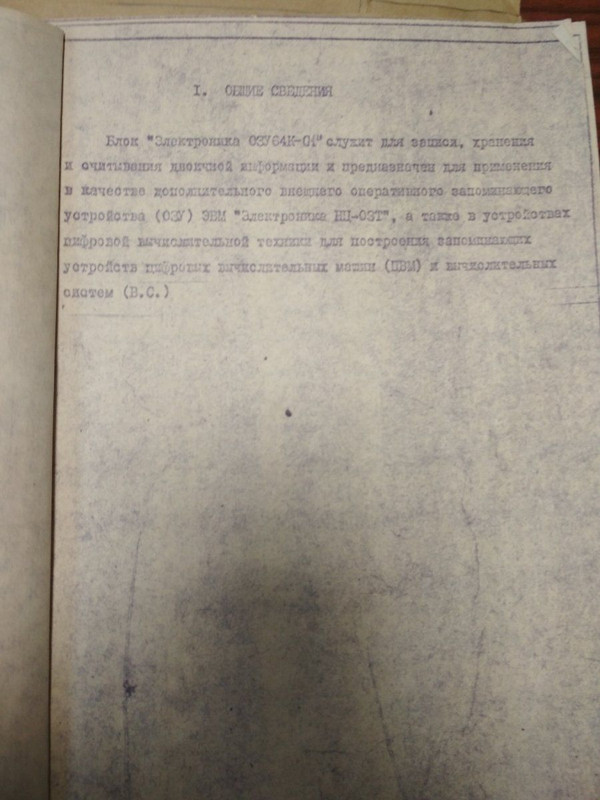 I. ОБЩИЕ СВЕДЕНИЯ
Блок "Электроника ОЗУ64К-01" служит для записи, хранения
и считывания двоичной информации и предназначен для применения
в качестве дополнительного внешнего оперативного запоминающего
устройства (ОЗУ) ЭВМ "Электроника НЦ-03Т", а также в устройствах
цифровой вычислительной техники для построения запоминающих
устройств цифровых вычислительных машин (ЦВМ) и вычислительных
систем (В.С.)